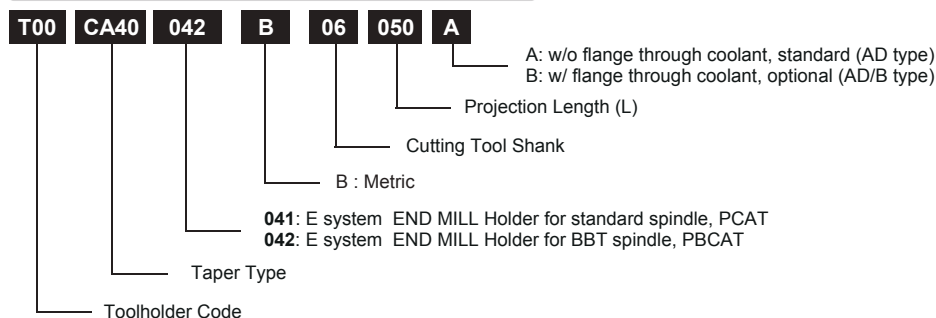 T00 CA40 042 B 06 050 A
A: w/o flange through coolant, standard (AD type)
B: w/ flange through coolant, optional (AD/B type)
Projection Length (L)
Cutting Tool Shank
B : Metric
041: E system END MILL Holder for standard spindle, PCAT
042: E system END MILL Holder for BBT spindle, PBCAT
Taper Type
Toolholder Code